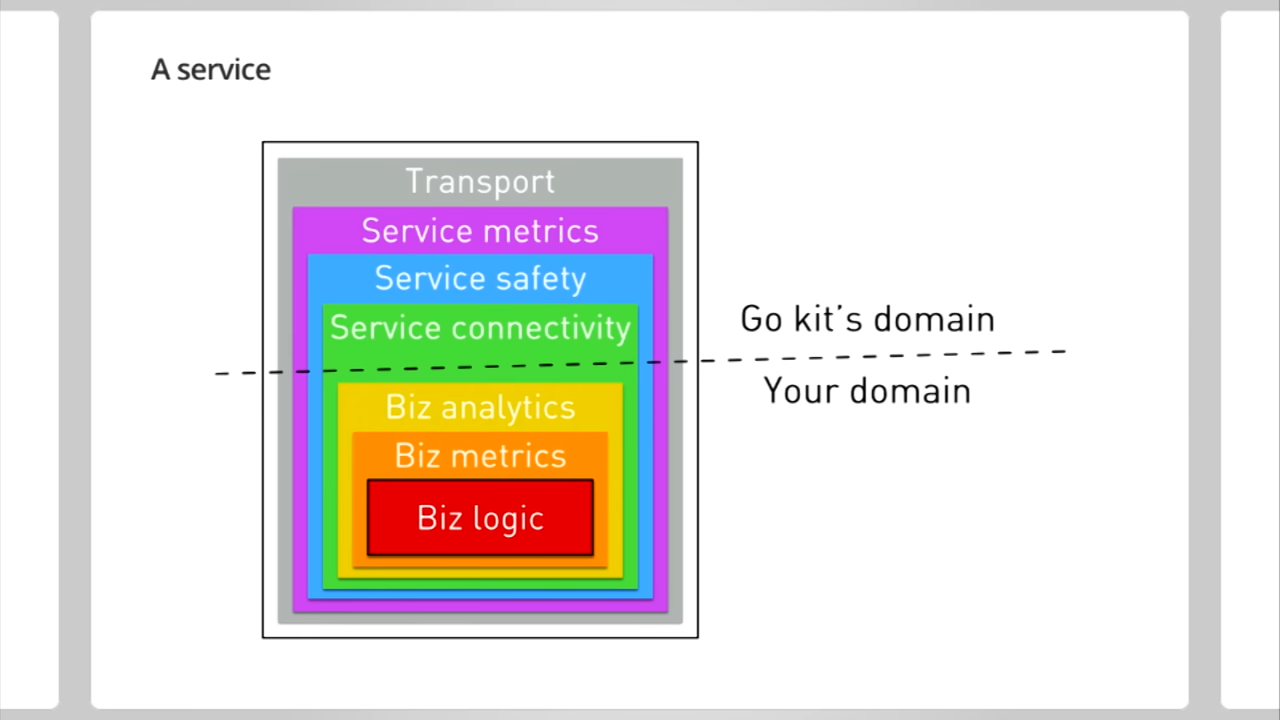 A service
Transport
Service metrics
Service safety
Service connectivity
Go kit's domain
Your domain
Biz analytics
Biz metrics
Biz logic